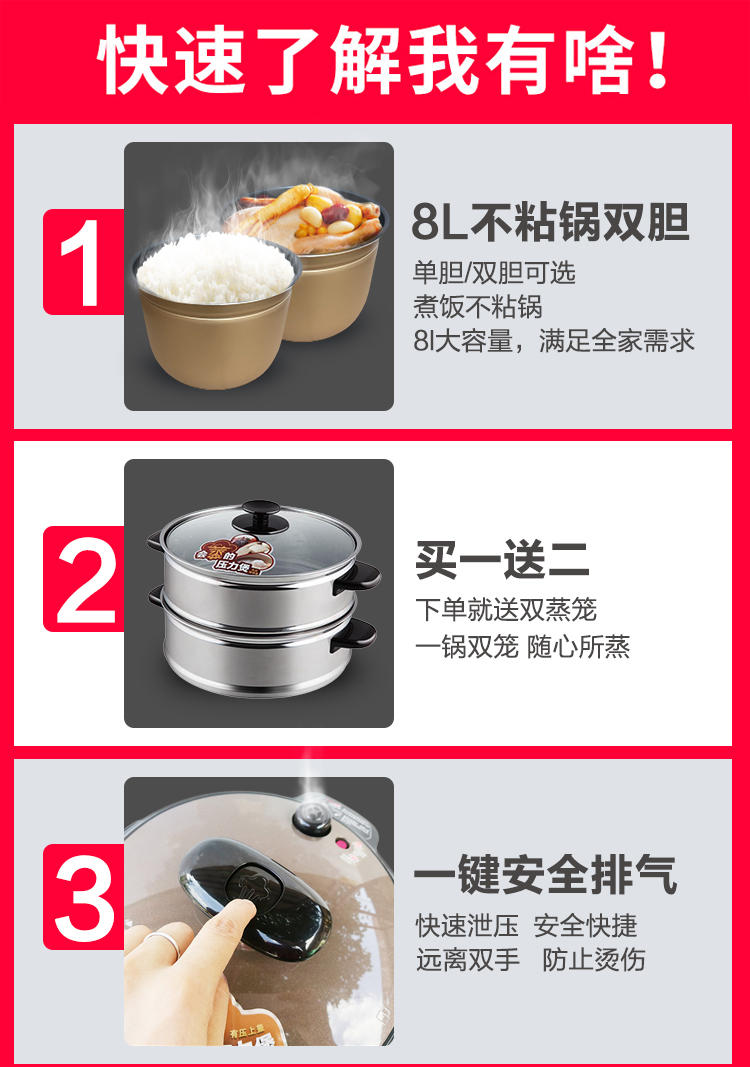 快速了解我有啥！
1
8L不粘锅双胆
单胆/双胆可选
煮饭不粘锅
8l大容量，满足全家需求
2
会蒸的
压力煲
买一送二
下单就送双蒸笼
一锅双笼 随心所蒸
3
有压上蒸
一键安全排气
快速泄压 安全快捷
远离双手 防止烫伤